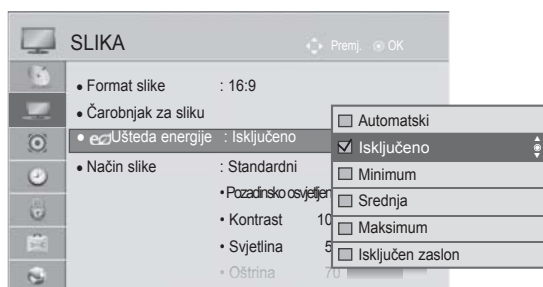 SLIKA
Premj. OK
• Format slike : 16:9
• Čarobnjak za sliku
• Ušteda energije : Isključeno
• Način slike : Standardni
• Pozadinsko osvjetljen
• Kontrast 10
• Svjetlina 5
• Oštrina 70
Automatski
Isključeno
Minimum
Srednja
Maksimum
Isključen zaslon